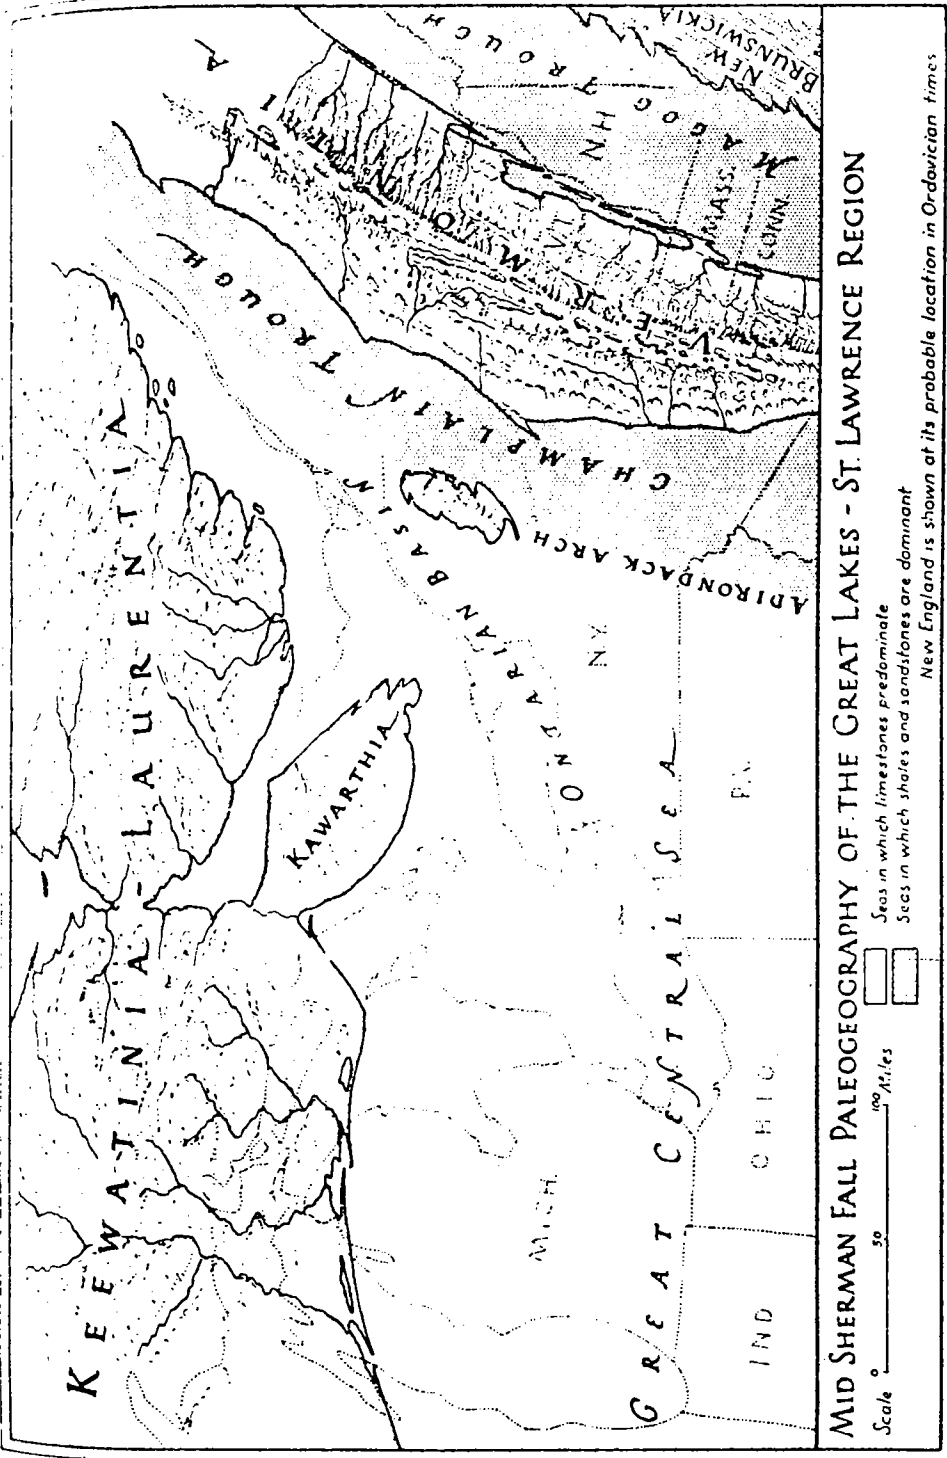 KEEWATINIA - LAURENTIA
KAWARTHIA
VERMONTIA
NEW
BRUNSWICKIA
MAGOG TROUGH
CHAMPLAIN TROUGH
ADIRONDACK ARCH
ONTARIAN BASIN
GREAT CENTRAL SEA
N.H.
VT.
MASS.
CONN.
N.Y.
PA.
OHIO
MICH
IND
MID SHERMAN FALL PALEOGEOGRAPHY OF THE GREAT LAKES - ST. LAWRENCE REGION
Scale 0 50 100 Miles
Seas in which limestones predominate
Seas in which shales and sandstones are dominant
New England is shown at its probable location in Ordovician times